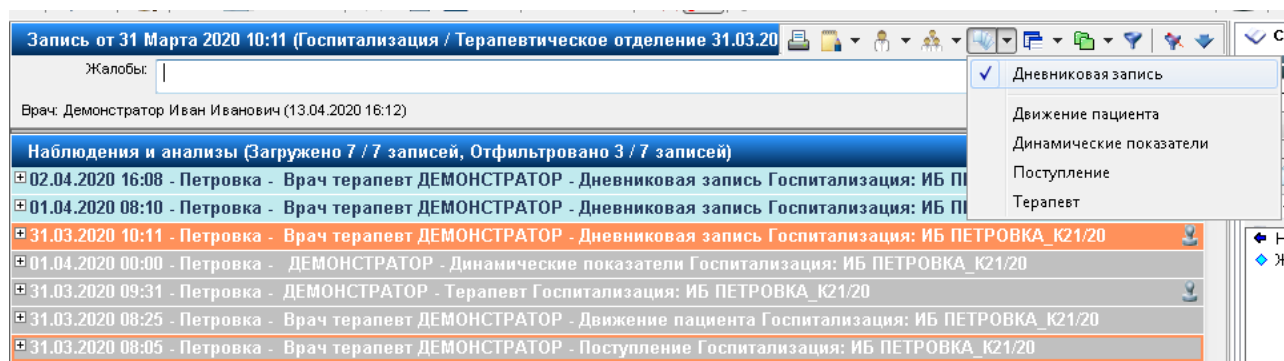 Запись от 31 Марта 2020 10:11 (Госпитализация / Терапевтическое отделение 31.03.20
Жалобы:
Врач: Демонстратор Иван Иванович (13.04.2020 16:12)
Дневниковая запись
Движение пациента
Динамические показатели
Поступление
Терапевт
Наблюдения и анализы (Загружено 7 / 7 записей, Отфильтровано 3 / 7 записей)
02.04.2020 16:08 - Петровка - Врач терапевт ДЕМОНСТРАТОР - Дневниковая запись Госпитализация: ИБ
01.04.2020 08:10 - Петровка - Врач терапевт ДЕМОНСТРАТОР - Дневниковая запись Госпитализация: ИБ
31.03.2020 10:11 - Петровка - Врач терапевт ДЕМОНСТРАТОР - Дневниковая запись Госпитализация: ИБ ПЕТРОВКА_К21/20
01.04.2020 00:00 - Петровка - ДЕМОНСТРАТОР - Динамические показатели Госпитализация: ИБ ПЕТРОВКА_К21/20
31.03.2020 09:31 - Петровка - ДЕМОНСТРАТОР - Терапевт Госпитализация: ИБ ПЕТРОВКА_К21/20
31.03.2020 08:25 - Петровка - Врач терапевт ДЕМОНСТРАТОР - Движение пациента Госпитализация: ИБ ПЕТРОВКА_К21/20
31.03.2020 08:05 - Петровка - Врач терапевт ДЕМОНСТРАТОР - Поступление Госпитализация: ИБ ПЕТРОВКА_К21/20